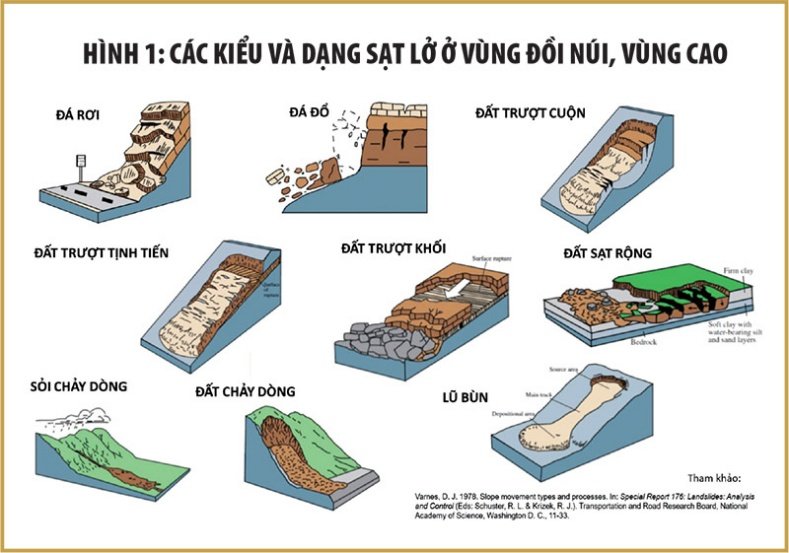 HÌNH 1: CÁC KIỂU VÀ DẠNG SẠT LỞ Ở VÙNG ĐỒI NÚI, VÙNG CAO
ĐÁ RƠI
ĐÁ ĐỔ
ĐẤT TRƯỢT CUỘN
ĐẤT TRƯỢT TỊNH TIẾN
Surface
of
rupture
ĐẤT TRƯỢT KHỐI
Surface rupture
ĐẤT SẠT RỘNG
Firm clay
Soft clay with
water-bearing silt
and sand layers
Bedrock
SỎI CHẢY DÒNG
ĐẤT CHẢY DÒNG
LŨ BÙN
Source area
Main track
Depositional area
Tham khảo:
Varnes, D. J. 1978. Slope movement types and processes. In: Special Report 176: Landslides: Analysis
and Control (Eds: Schuster, R. L. & Krizek, R. J.). Transportation and Road Research Board, National
Academy of Science, Washington D. C., 11-33.